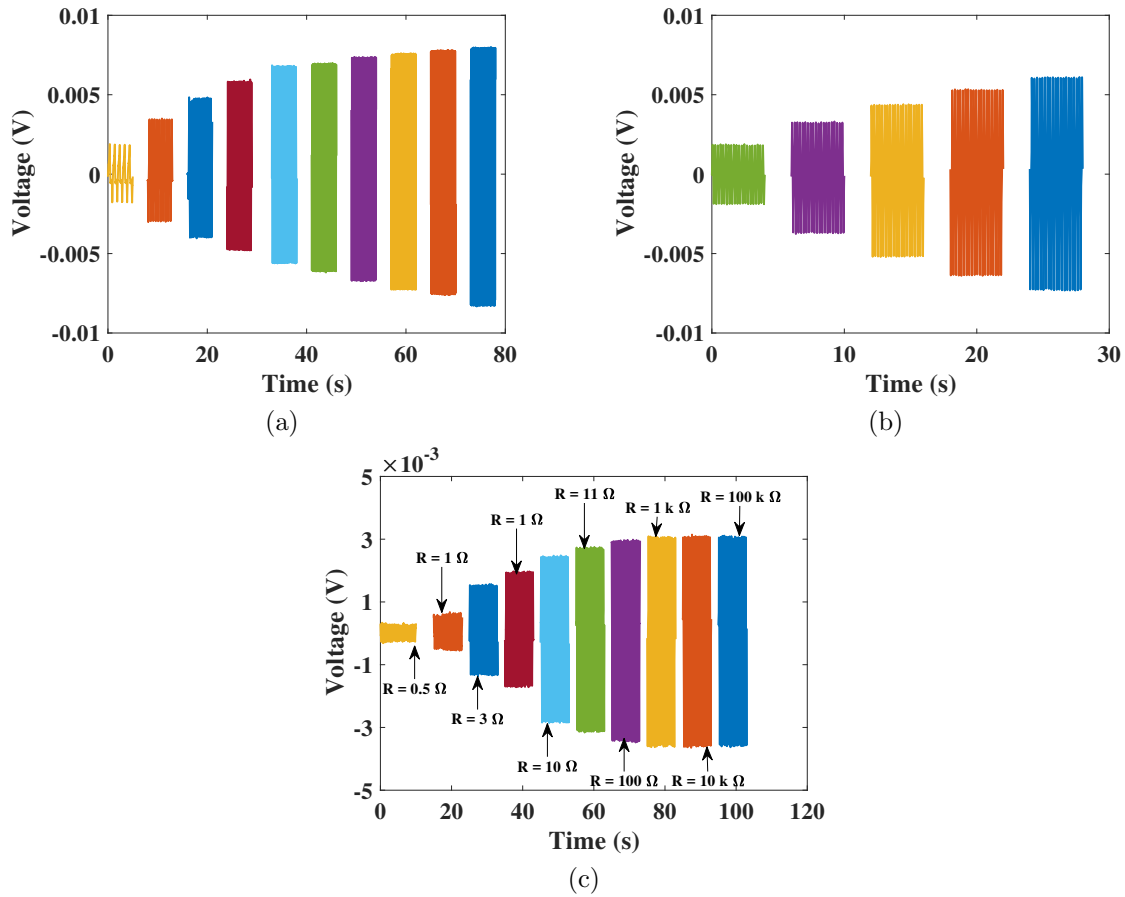 0.01
0.005
0
-0.005
-0.01
Voltage (V)
0 20 40 60 80
Time (s)
(a)
0.01
0.005
0
-0.005
-0.01
Voltage (V)
0 10 20 30
Time (s)
(b)
×10-3
5
3
1
-1
-3
-5
Voltage (V)
R = 11 Ω
R = 1 k Ω
R = 100 k Ω
R = 1 Ω
R = 1 Ω
R = 0.5 Ω
R = 3 Ω
R = 10 Ω
R = 100 Ω
R = 10 k Ω
0 20 40 60 80 100 120
Time (s)
(c)